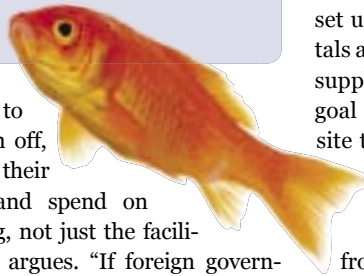 to
off,
their
and spend on
not just the facili-
argues. “If foreign govern-
set u
tals a
supp
goal
site t
fro